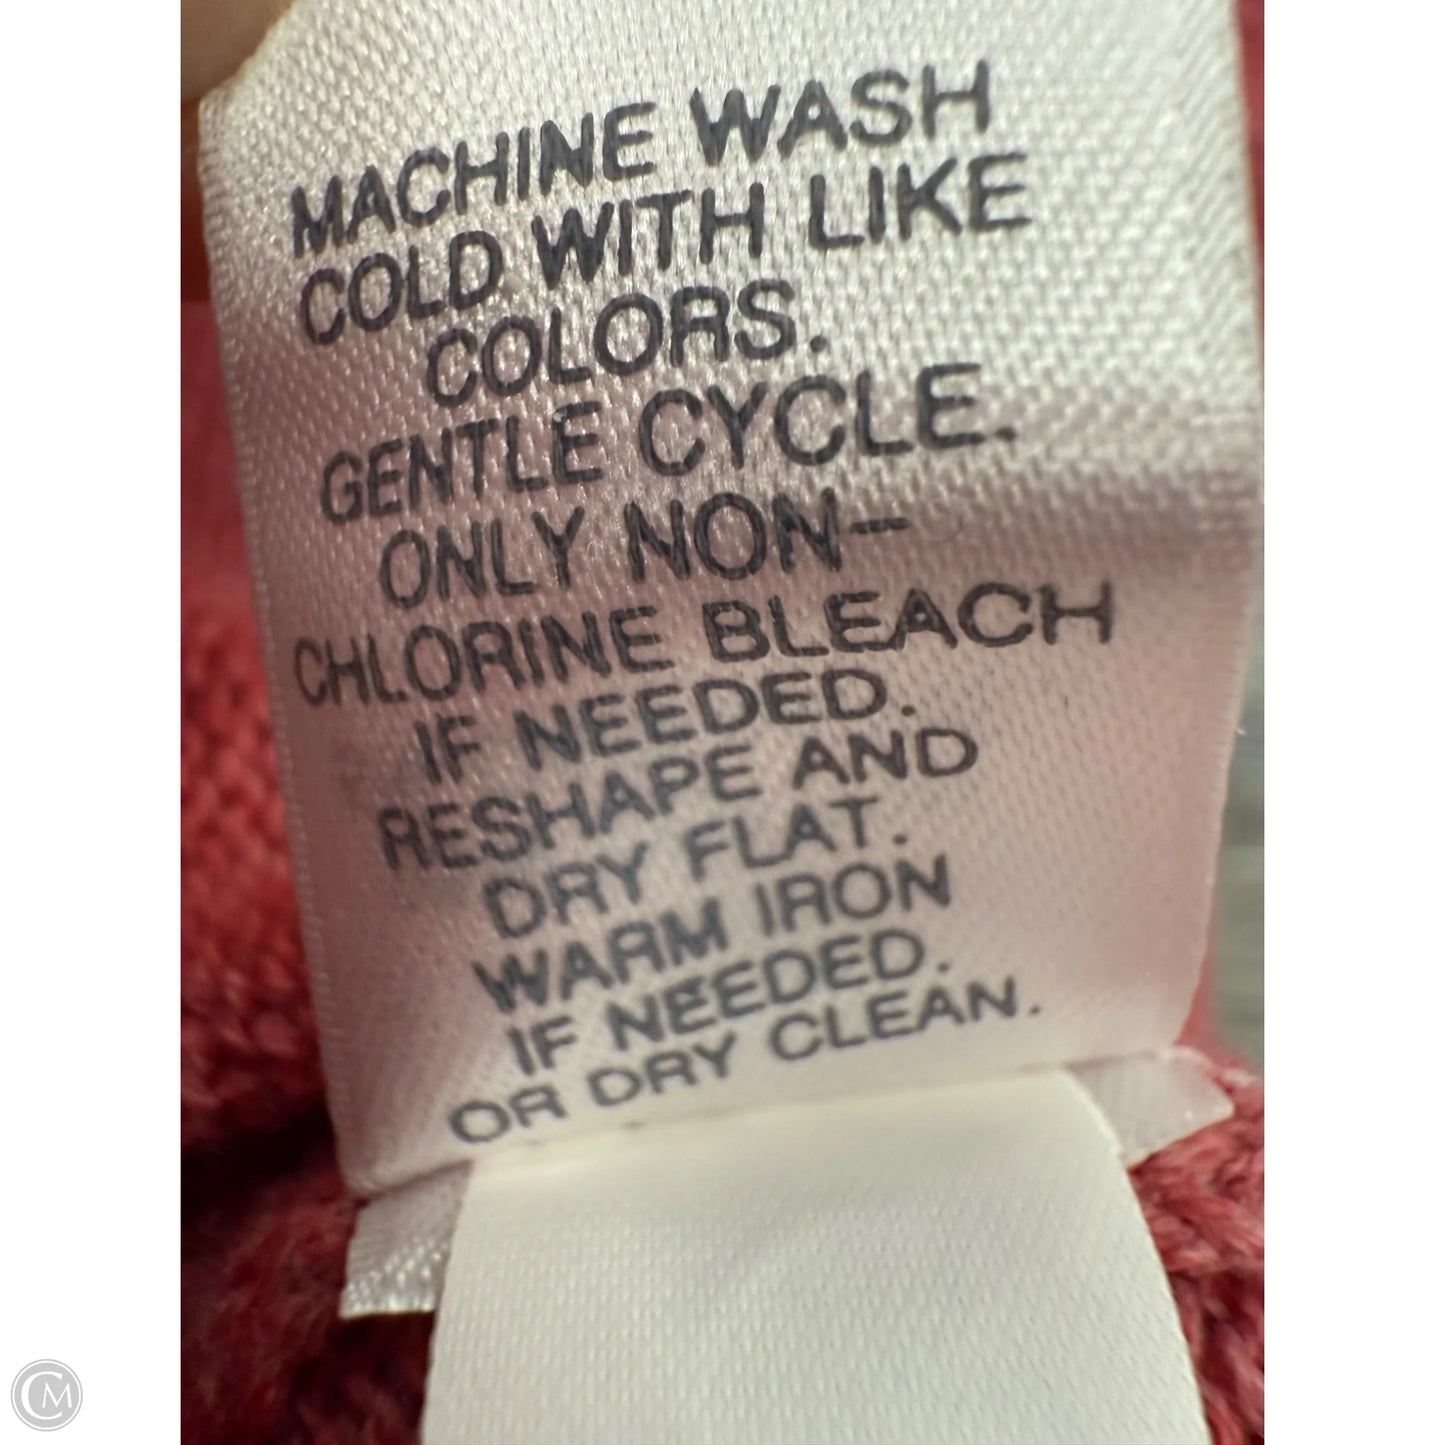 MACHINE WASH
COLD WITH LIKE
COLORS.
GENTLE CYCLE.
ONLY NON-
CHLORINE BLEACH
IF NEEDED.
RESHAPE AND
DRY FLAT.
WARM IRON
IF NEEDED.
OR DRY CLEAN.
CM